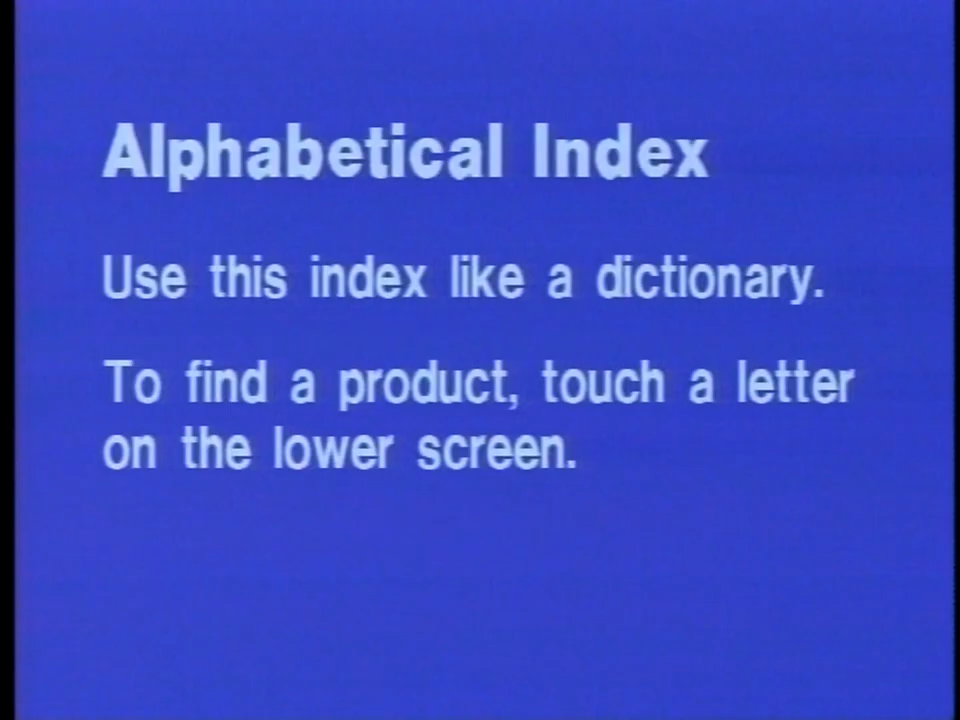 Alphabetical Index
Use this index like a dictionary.
To find a product, touch a letter
on the lower screen.